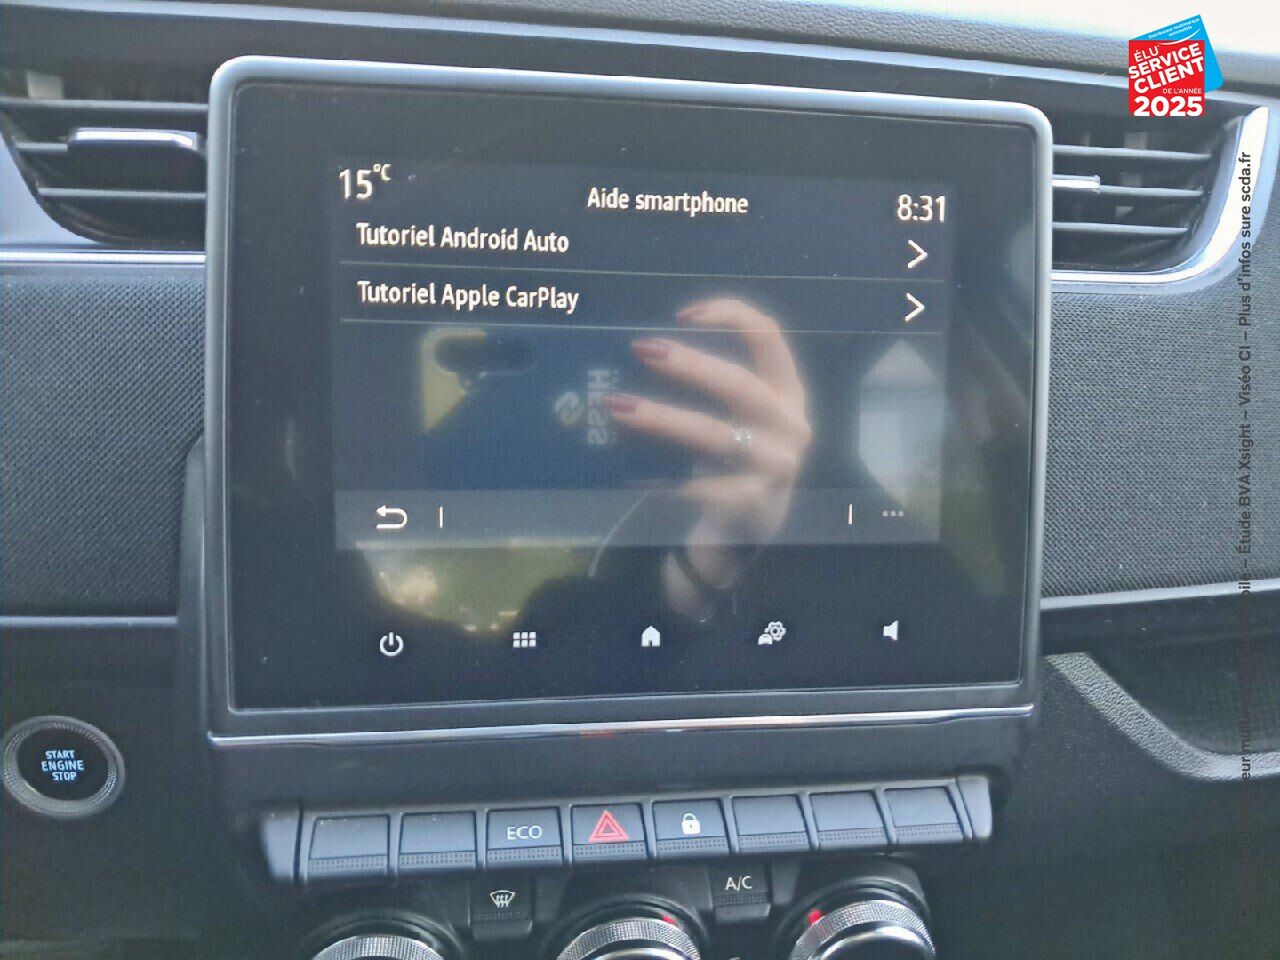 ÉLU
SERVICE
CLIENT
DE L'ANNÉE
2025
15°C
Aide smartphone
8:31
Tutoriel Android Auto
Tutoriel Apple CarPlay
START
ENGINE
STOP
ECO
A/C
– Étude BVA Xsight – Viséo CI – Plus d'infos sure scda.fr